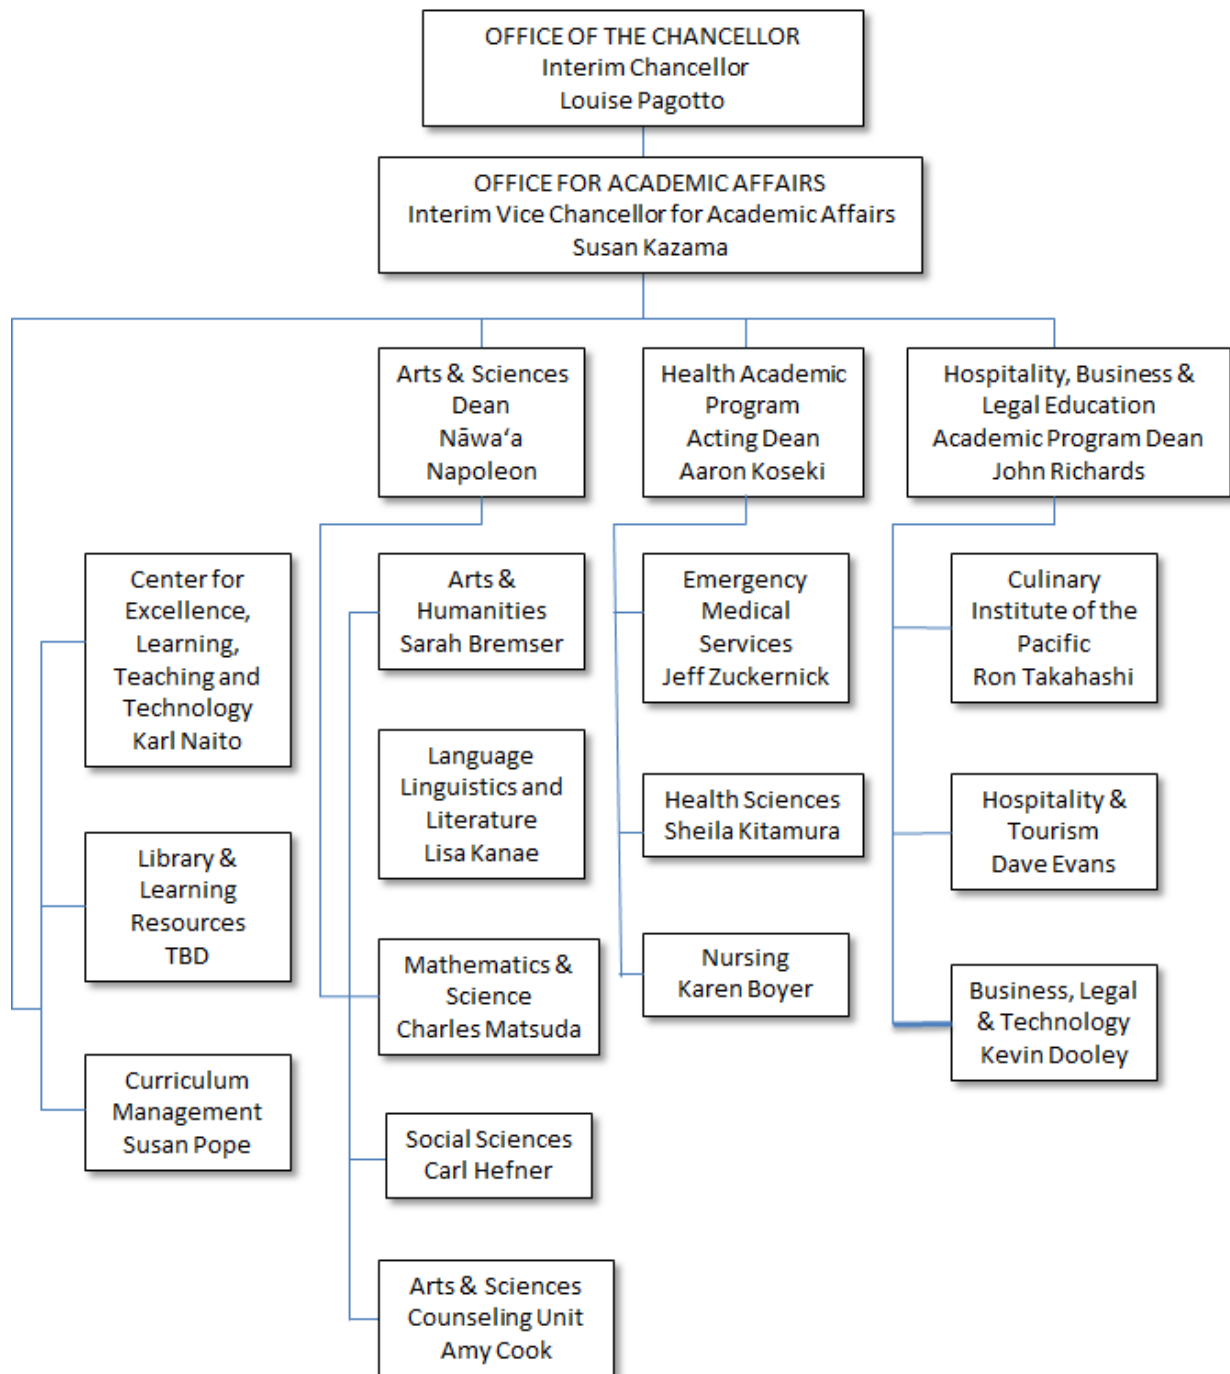 OFFICE OF THE CHANCELLOR
Interim Chancellor
Louise Pagotto
OFFICE FOR ACADEMIC AFFAIRS
Interim Vice Chancellor for Academic Affairs
Susan Kazama
Arts & Sciences
Dean
Nāwaʻa
Napoleon
Health Academic
Program
Acting Dean
Aaron Koseki
Hospitality, Business &
Legal Education
Academic Program Dean
John Richards
Center for
Excellence,
Learning,
Teaching and
Technology
Karl Naito
Library &
Learning
Resources
TBD
Curriculum
Management
Susan Pope
Arts &
Humanities
Sarah Bremser
Language
Linguistics and
Literature
Lisa Kanae
Mathematics &
Science
Charles Matsuda
Social Sciences
Carl Hefner
Arts & Sciences
Counseling Unit
Amy Cook
Emergency
Medical
Services
Jeff Zuckernick
Health Sciences
Sheila Kitamura
Nursing
Karen Boyer
Culinary
Institute of the
Pacific
Ron Takahashi
Hospitality &
Tourism
Dave Evans
Business, Legal
& Technology
Kevin Dooley